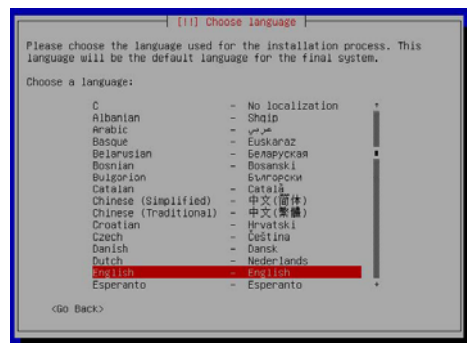 [!!] Choose language
Please choose the language used for the installation process. This
language will be the default language for the final system.
Choose a language:
C - No localization
Albanian - Shqip
Arabic - عربي
Basque - Euskaraz
Belarusian - Беларуская
Bosnian - Bosanski
Bulgarian Български
Catalan - Català
Chinese (Simplified) - 中文(简体)
Chinese (Traditional) - 中文(繁體)
Croatian - Hrvatski
Czech - Čeština
Danish - Dansk
Dutch - Nederlands
English - English
Esperanto - Esperanto
<Go Back>